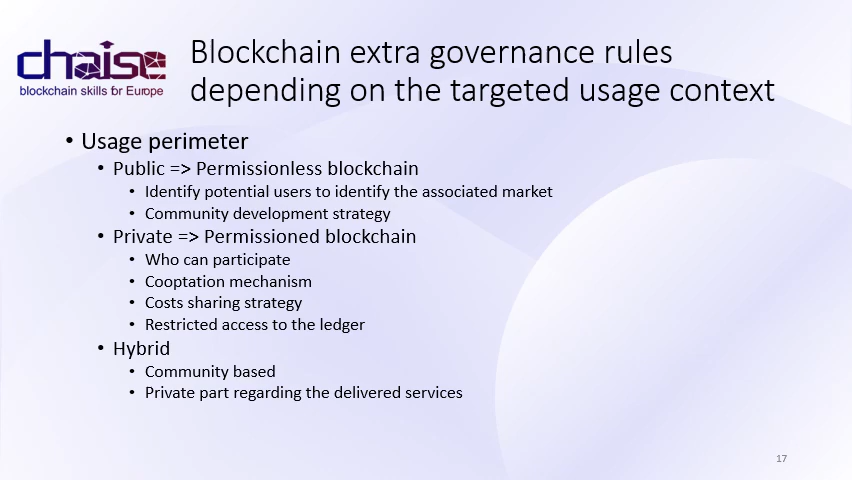 chaise
blockchain skills for Europe
Blockchain extra governance rules
depending on the targeted usage context
• Usage perimeter
• Public => Permissionless blockchain
• Identify potential users to identify the associated market
• Community development strategy
• Private => Permissioned blockchain
• Who can participate
• Cooptation mechanism
• Costs sharing strategy
• Restricted access to the ledger
• Hybrid
• Community based
• Private part regarding the delivered services
17